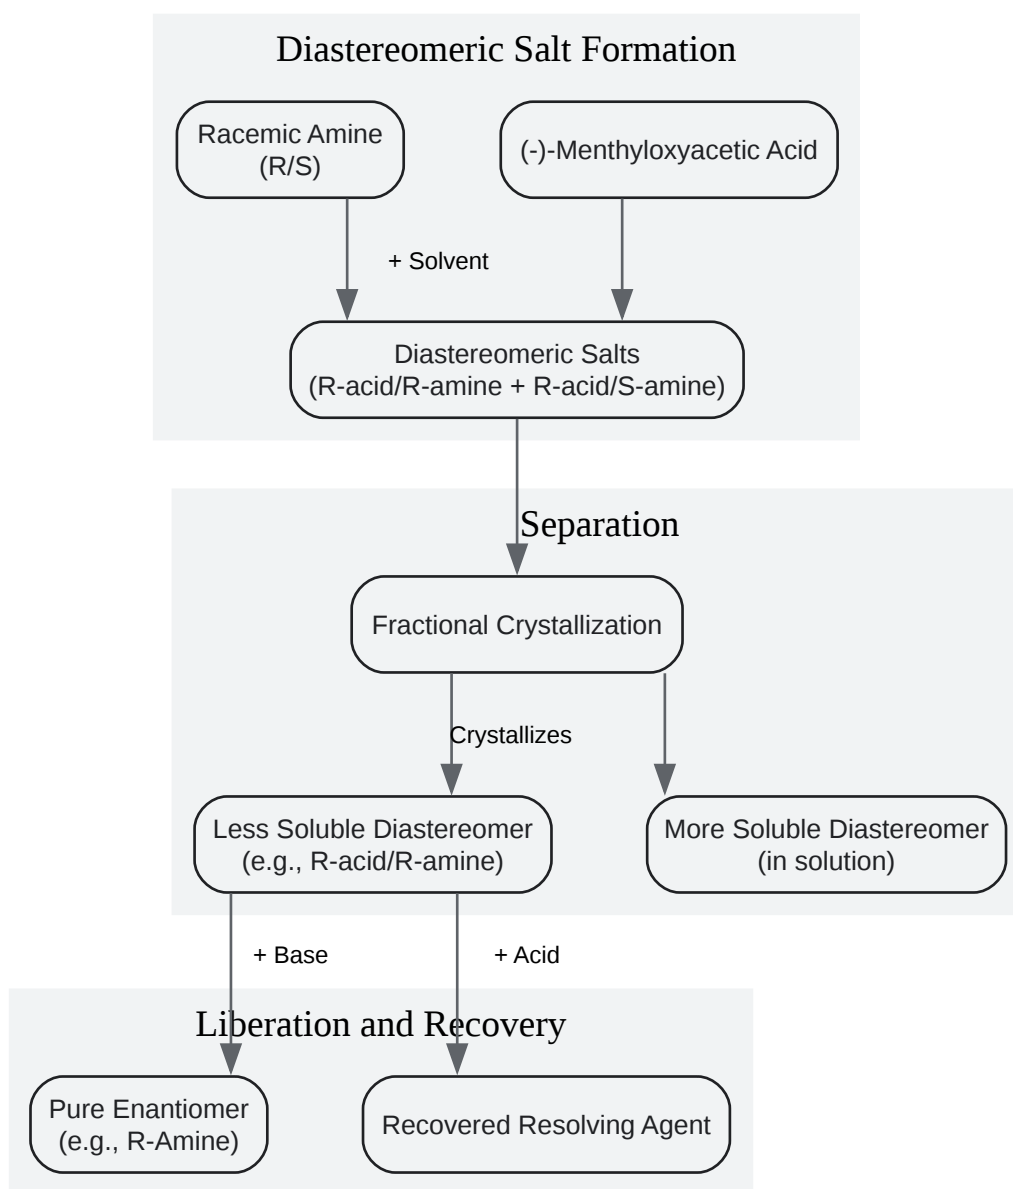 Diastereomeric Salt Formation
Racemic Amine
(R/S)
(-)-Menthyloxyacetic Acid
+ Solvent
Diastereomeric Salts
(R-acid/R-amine + R-acid/S-amine)
Separation
Fractional Crystallization
Crystallizes
Less Soluble Diastereomer
(e.g., R-acid/R-amine)
More Soluble Diastereomer
(in solution)
+ Base
+ Acid
Liberation and Recovery
Pure Enantiomer
(e.g., R-Amine)
Recovered Resolving Agent